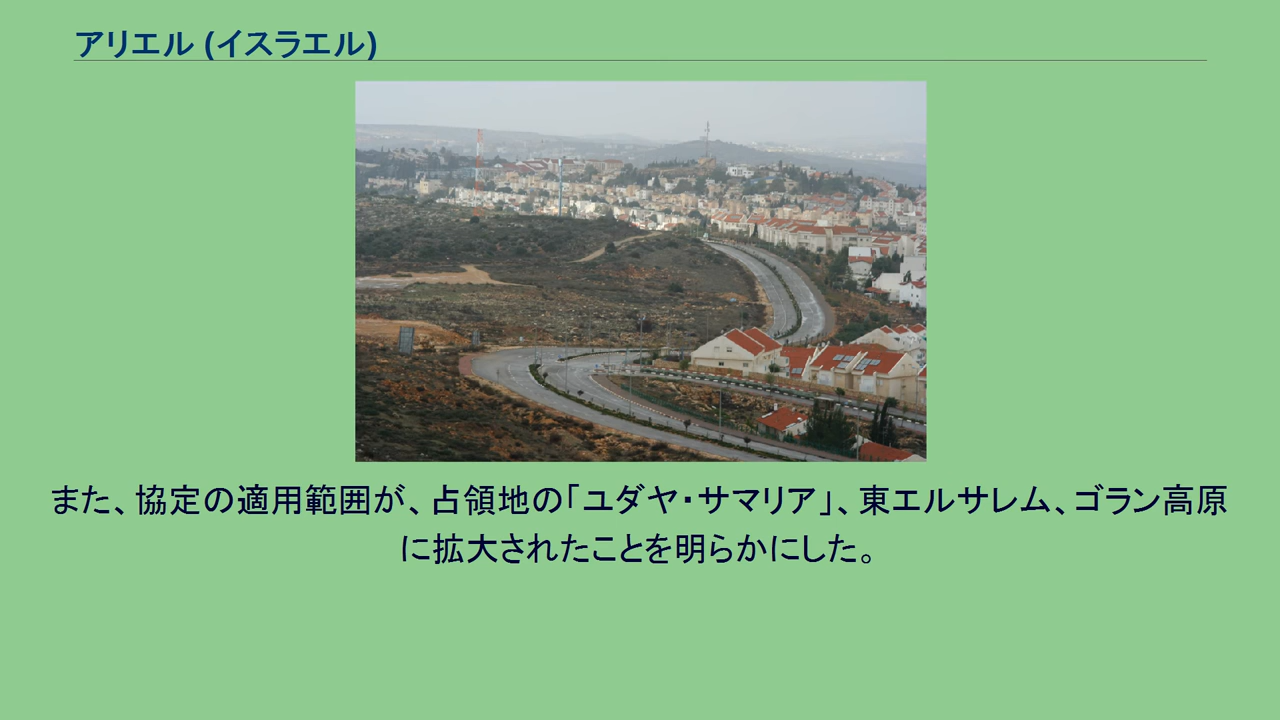 アリエル (イスラエル)
また、協定の適用範囲が、占領地の「ユダヤ・サマリア」、東エルサレム、ゴラン高原
に拡大されたことを明らかにした。